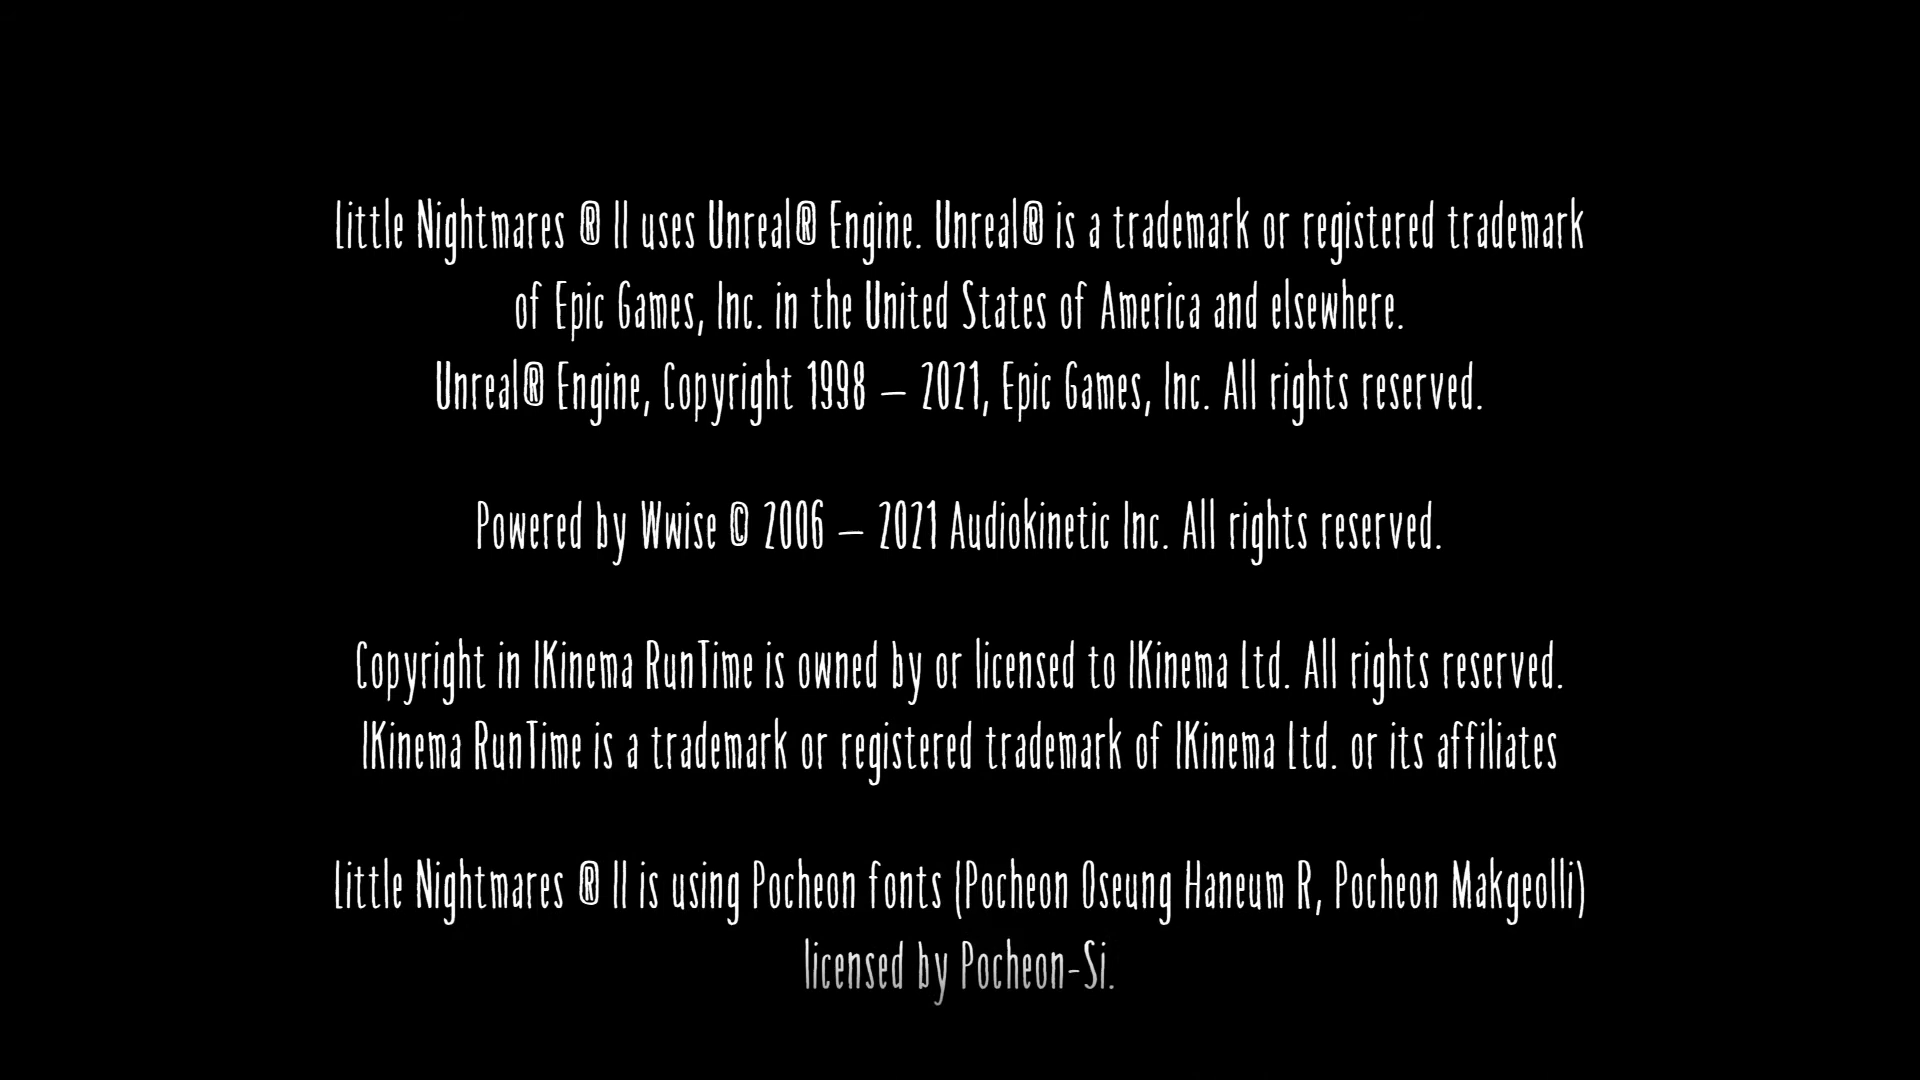 Little Nightmares ® II uses Unreal® Engine. Unreal® is a trademark or registered trademark
of Epic Games, Inc. in the United States of America and elsewhere.
Unreal® Engine, Copyright 1998 – 2021, Epic Games, Inc. All rights reserved.
Powered by Wwise © 2006 – 2021 Audiokinetic Inc. All rights reserved.
Copyright in IKinema RunTime is owned by or licensed to IKinema Ltd. All rights reserved.
IKinema RunTime is a trademark or registered trademark of IKinema Ltd. or its affiliates
Little Nightmares ® II is using Pocheon fonts (Pocheon Oseung Haneum R, Pocheon Makgeolli)
licensed by Pocheon-Si.